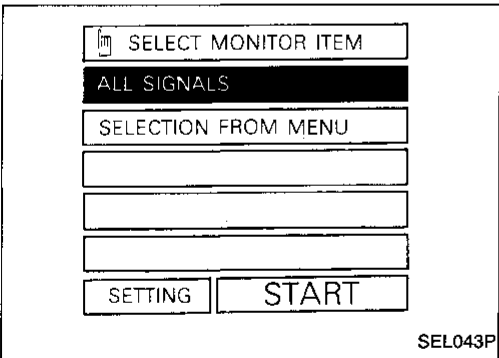 SELECT MONITOR ITEM
ALL SIGNALS
SELECTION FROM MENU
SETTING START
SEL043P